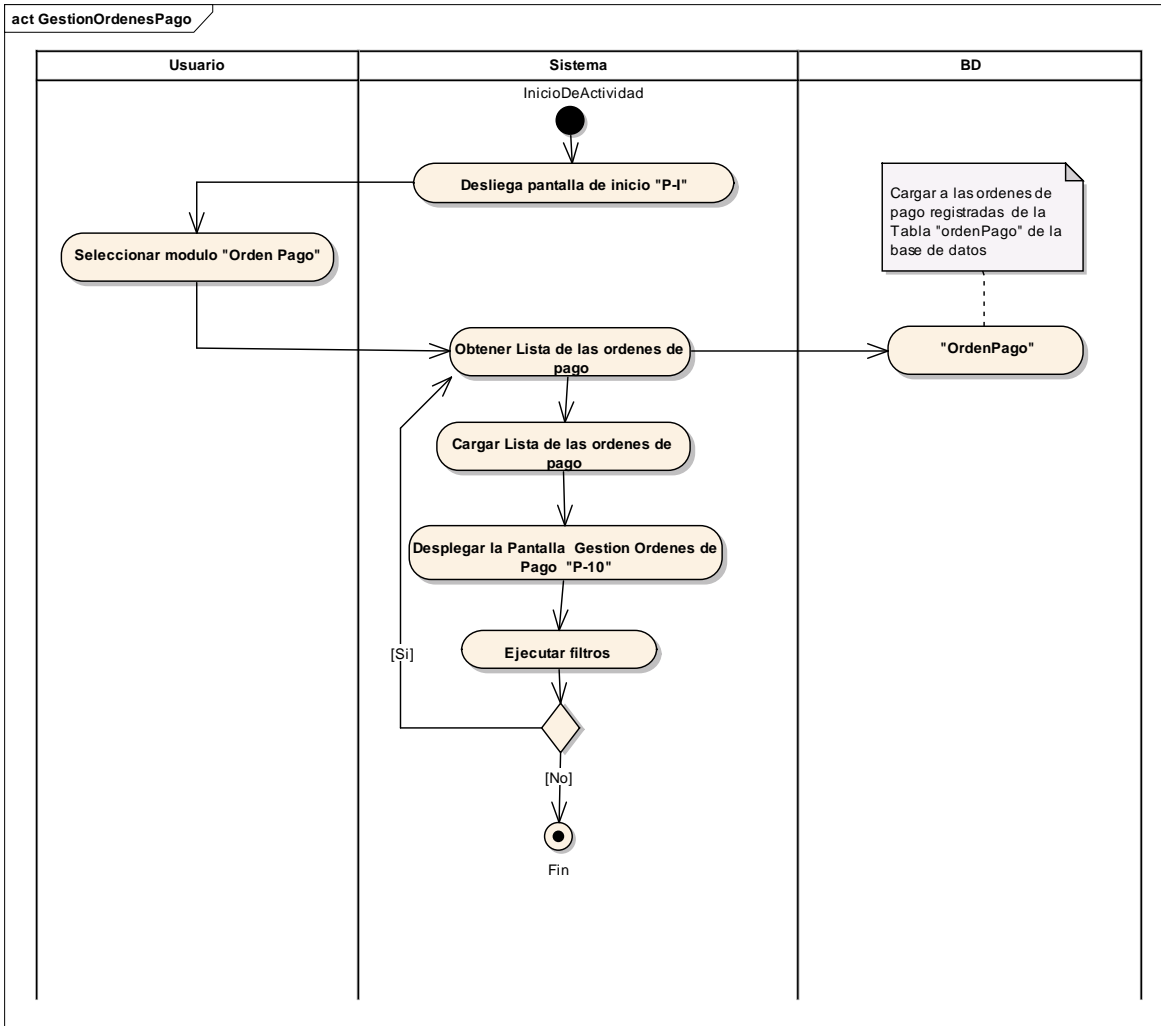 act GestionOrdenesPago
Usuario
Sistema
BD
InicioDeActividad
Desliega pantalla de inicio "P-I"
Cargar a las ordenes de
pago registradas de la
Tabla "ordenPago" de la
base de datos
Seleccionar modulo "Orden Pago"
Obtener Lista de las ordenes de
pago
"OrdenPago"
Cargar Lista de las ordenes de
pago
Desplegar la Pantalla Gestion Ordenes de
Pago "P-10"
Ejecutar filtros
[Si]
[No]
Fin